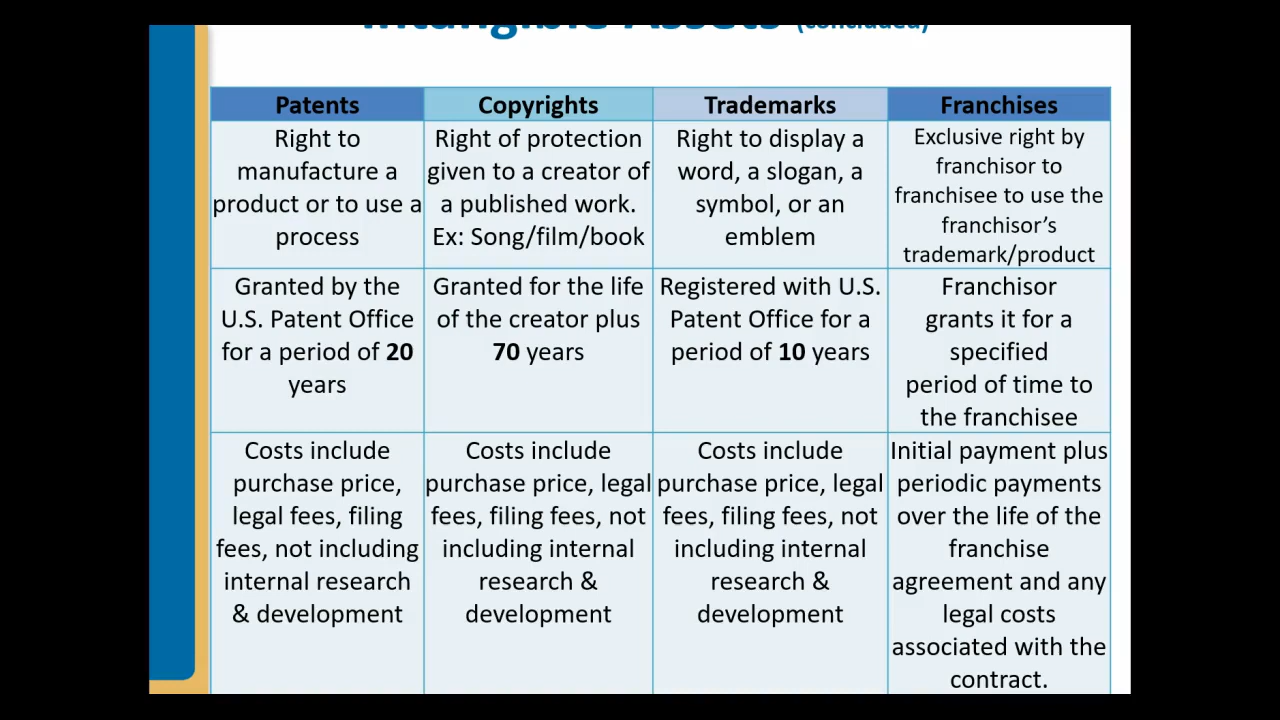 Intangible Assets (concluded)
Patents
Copyrights
Trademarks
Franchises
Right to
manufacture a
product or to use a
process
Right of protection
given to a creator of
a published work.
Ex: Song/film/book
Right to display a
word, a slogan, a
symbol, or an
emblem
Exclusive right by
franchisor to
franchisee to use the
franchisor’s
trademark/product
Granted by the
U.S. Patent Office
for a period of 20
years
Granted for the life
of the creator plus
70 years
Registered with U.S.
Patent Office for a
period of 10 years
Franchisor
grants it for a
specified
period of time to
the franchisee
Costs include
purchase price,
legal fees, filing
fees, not including
internal research
& development
Costs include
purchase price, legal
fees, filing fees, not
including internal
research &
development
Costs include
purchase price, legal
fees, filing fees, not
including internal
research &
development
Initial payment plus
periodic payments
over the life of the
franchise
agreement and any
legal costs
associated with the
contract.